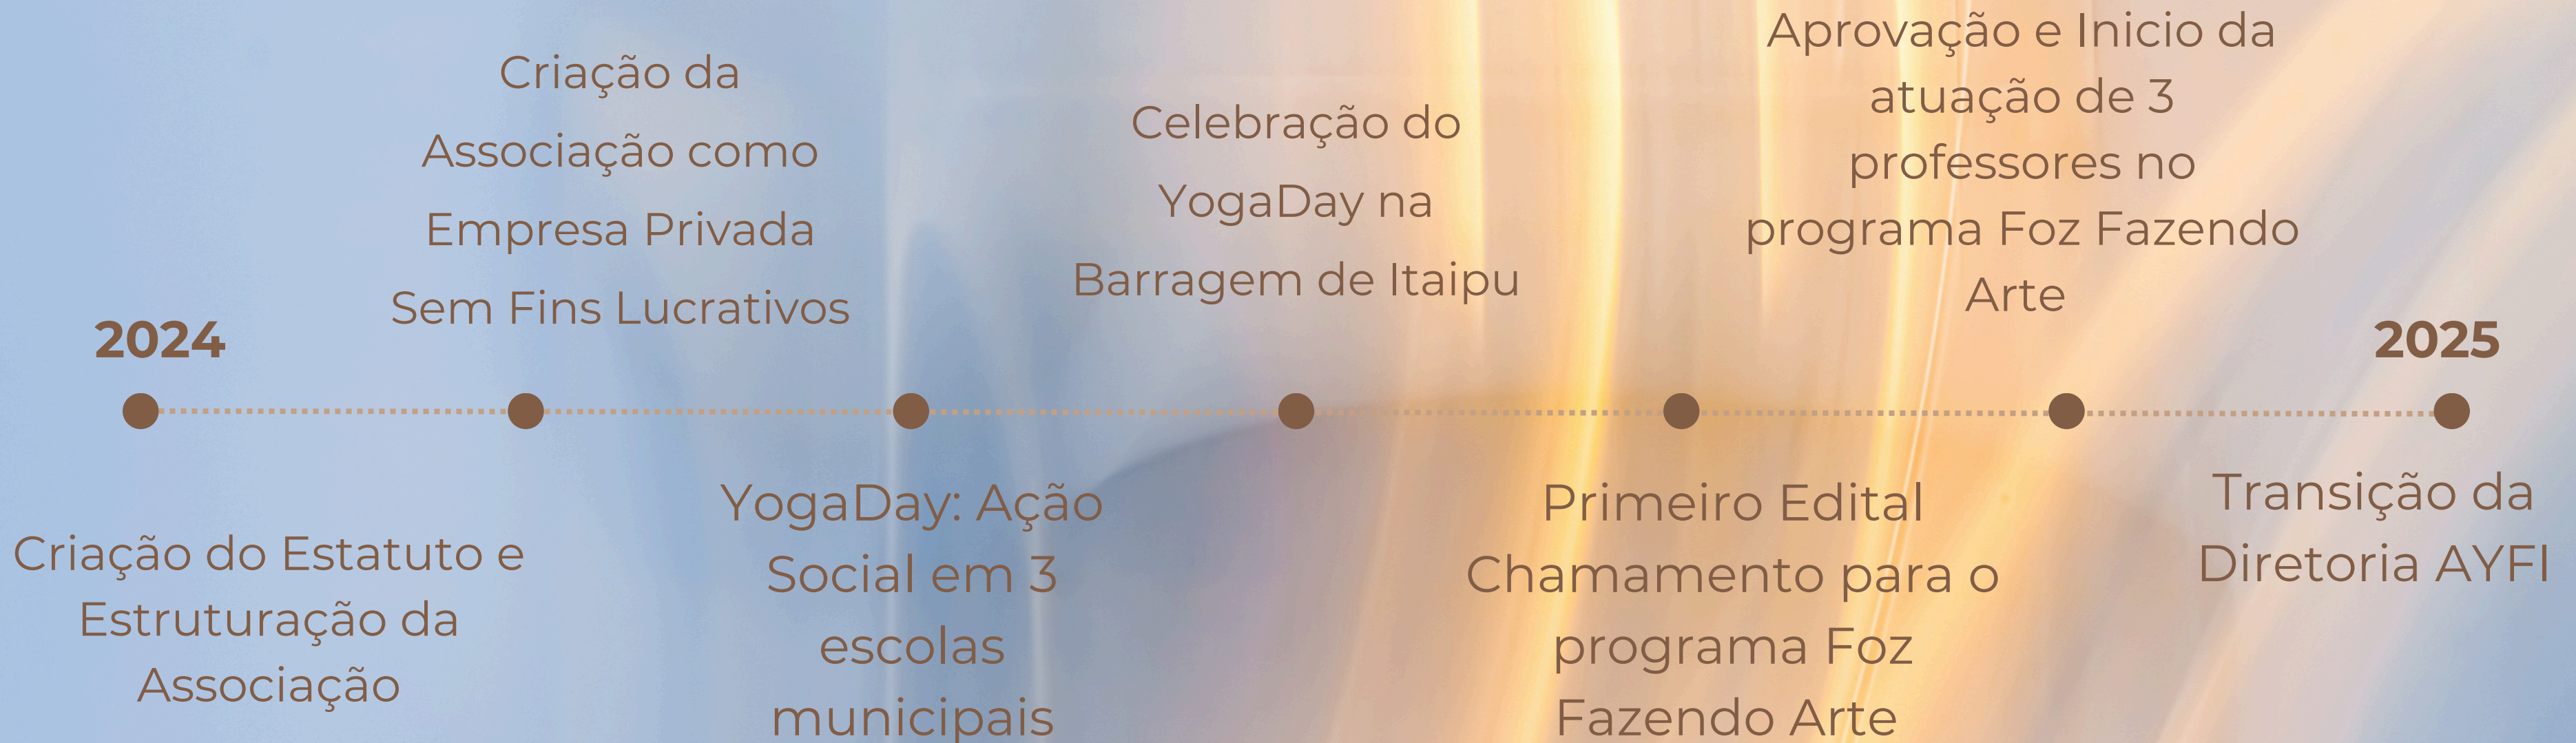 2024
Criação do Estatuto e
Estruturação da
Associação
Criação da
Associação como
Empresa Privada
Sem Fins Lucrativos
YogaDay: Ação
Social em 3
escolas
municipais
Celebração do
YogaDay na
Barragem de Itaipu
Primeiro Edital
Chamamento para o
programa Foz
Fazendo Arte
Aprovação e Inicio da
atuação de 3
professores no
programa Foz Fazendo
Arte
2025
Transição da
Diretoria AYFI